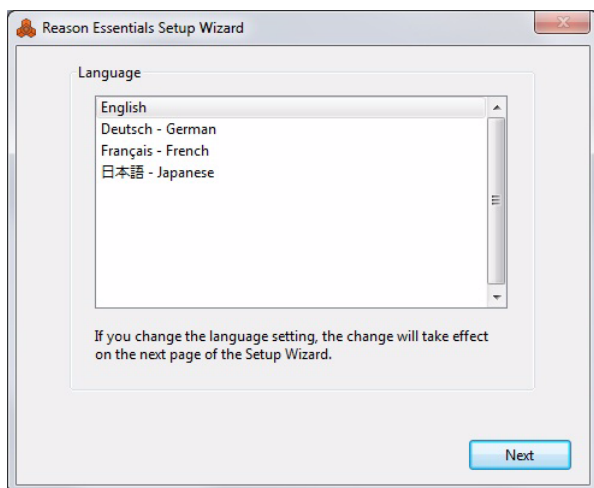 Reason Essentials Setup Wizard
Language
English
Deutsch - German
Français - French
日本語 - Japanese
If you change the language setting, the change will take effect
on the next page of the Setup Wizard.
Next